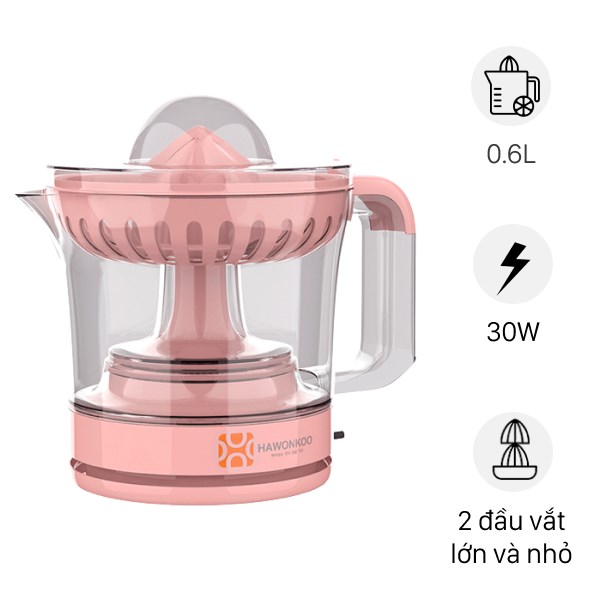 0.6L
30W
HAWONKOO
2 đầu vắt
lớn và nhỏ